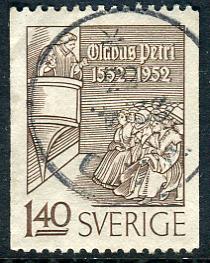 Olavus Petri
1552·1952
1.40 SVERIGE